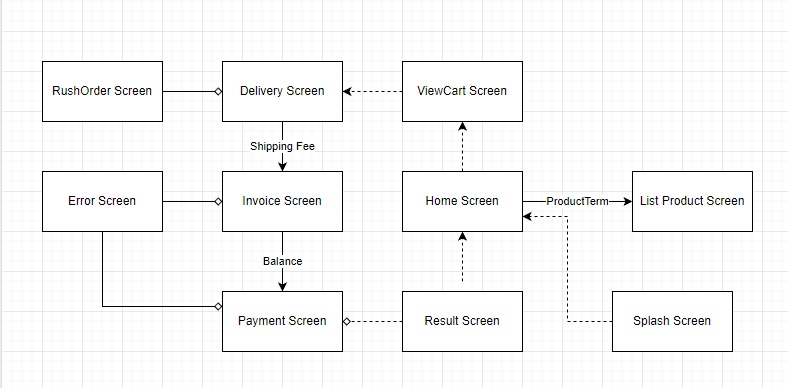 RushOrder Screen
Delivery Screen
ViewCart Screen
Shipping Fee
Error Screen
Invoice Screen
Home Screen
ProductTerm
List Product Screen
Balance
Payment Screen
Result Screen
Splash Screen